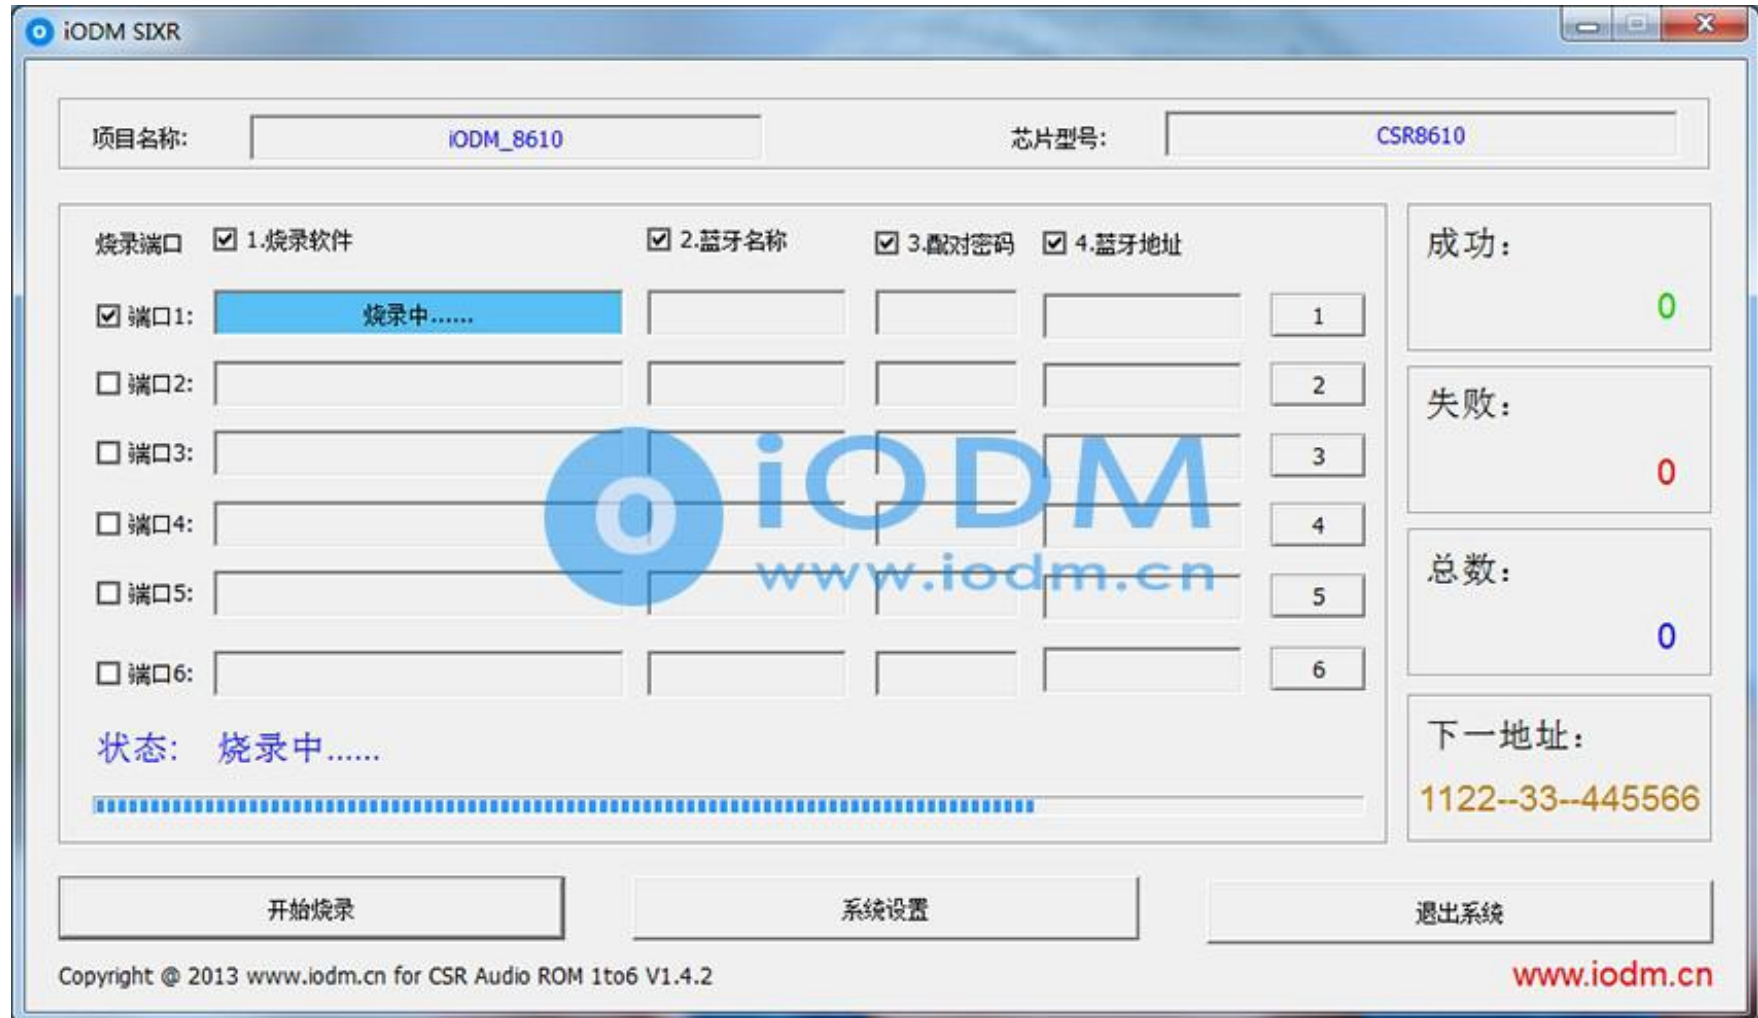 iODM SIXR
项目名称: iODM_8610 芯片型号: CSR8610
烧录端口 1.烧录软件 2.蓝牙名称 3.配对密码 4.蓝牙地址
端口1: 烧录中...... 1
端口2: 2
端口3: 3
端口4: 4
端口5: 5
端口6: 6
iODM
www.iodm.cn
状态: 烧录中......
成功:
0
失败:
0
总数:
0
下一地址:
1122--33--445566
开始烧录 系统设置 退出系统
Copyright @ 2013 www.iodm.cn for CSR Audio ROM 1to6 V1.4.2
www.iodm.cn